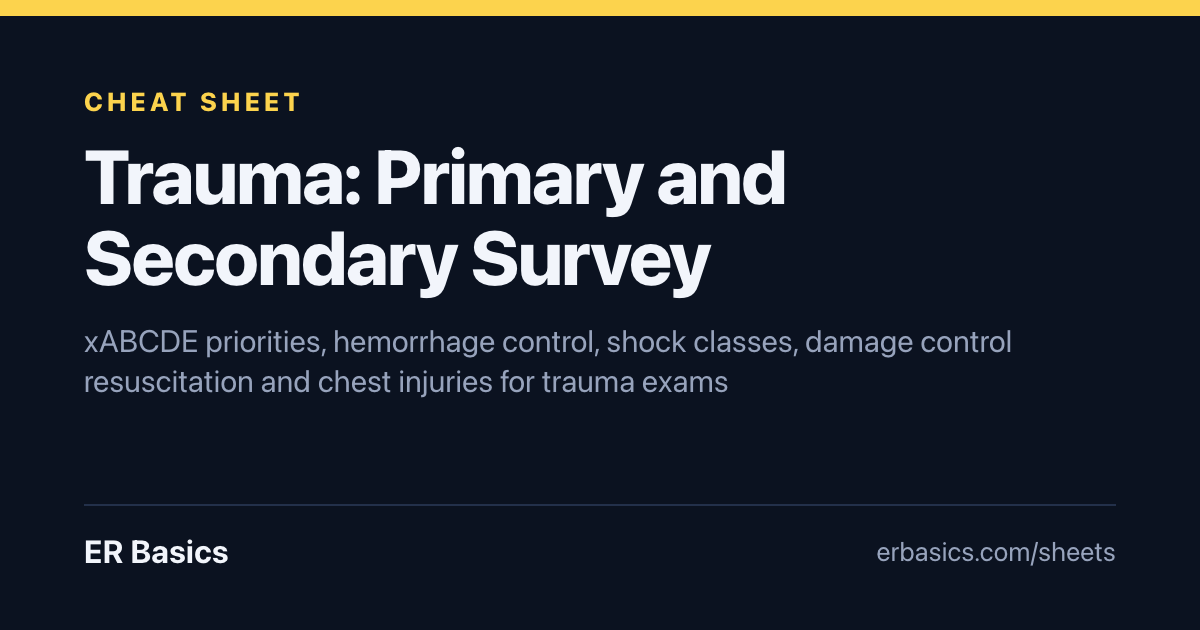 CHEAT SHEET
Trauma: Primary and
Secondary Survey
xABCDE priorities, hemorrhage control, shock classes, damage control
resuscitation and chest injuries for trauma exams
ER Basics
erbasics.com/sheets